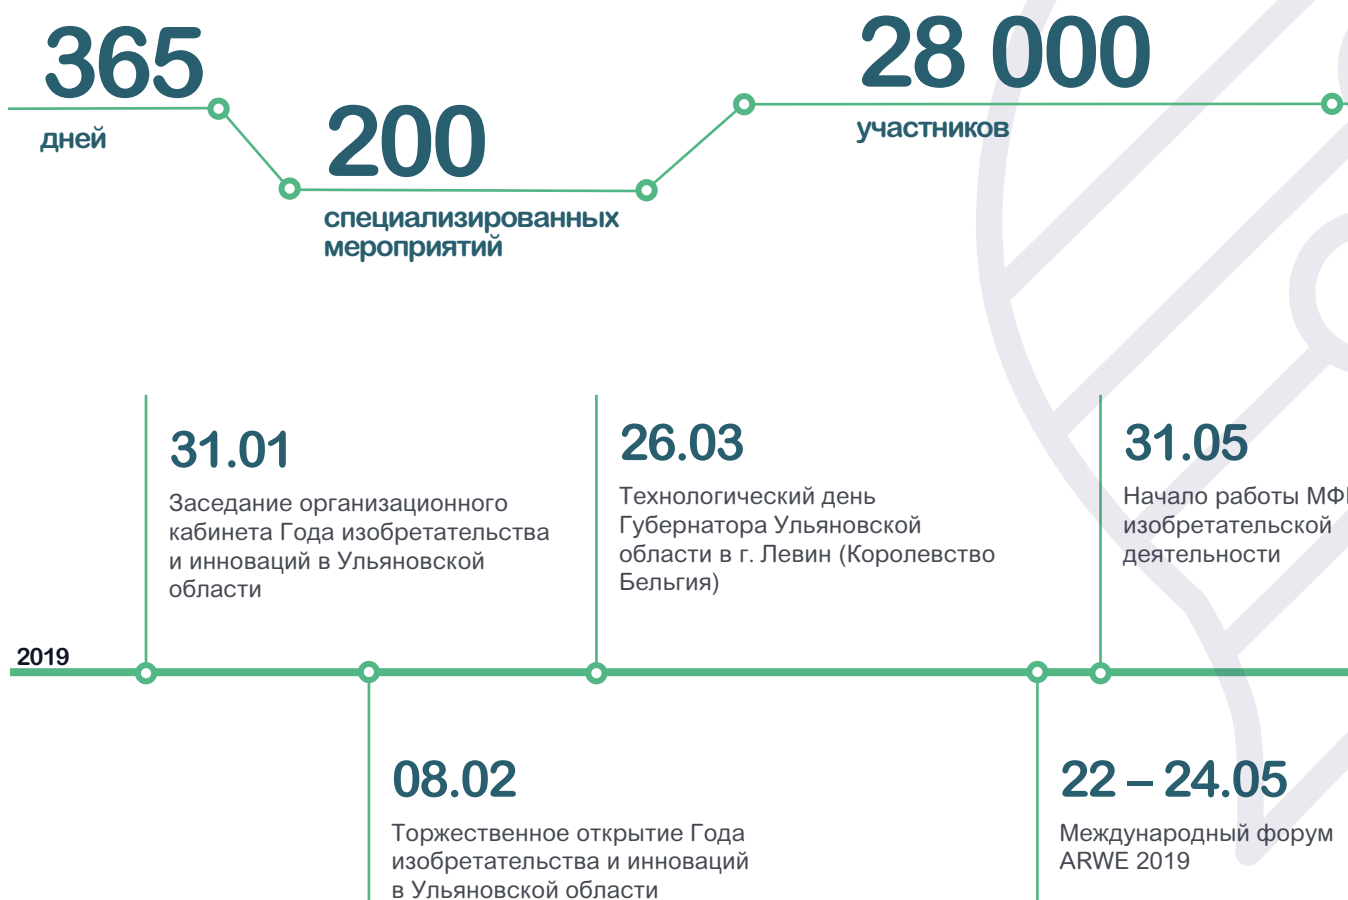 365
дней
200
специализированных
мероприятий
28 000
участников
31.01
Заседание организационного
кабинета Года изобретательства
и инноваций в Ульяновской
области
26.03
Технологический день
Губернатора Ульяновской
области в г. Левин (Королевство
Бельгия)
31.05
Начало работы
изобретательской
деятельности
2019
08.02
Торжественное открытие Года
изобретательства и инноваций
в Ульяновской области
22 – 24.05
Международный форум
ARWE 2019